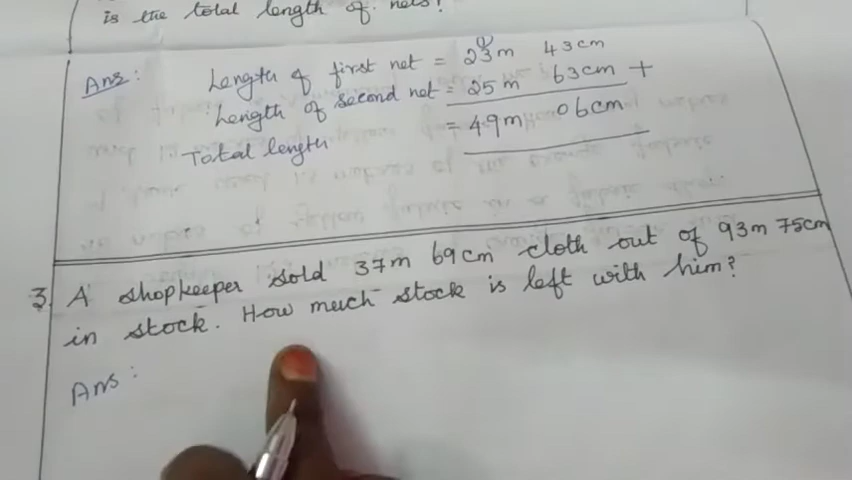 is the total length of nets?
Ans: Length of first net = 23m 43cm
1
Length of second net = 25m 63cm +
Total length = 49m 06cm
3. A shopkeeper sold 37m 69cm cloth out of 93m 75cm
in stock. How much stock is left with him?
Ans: